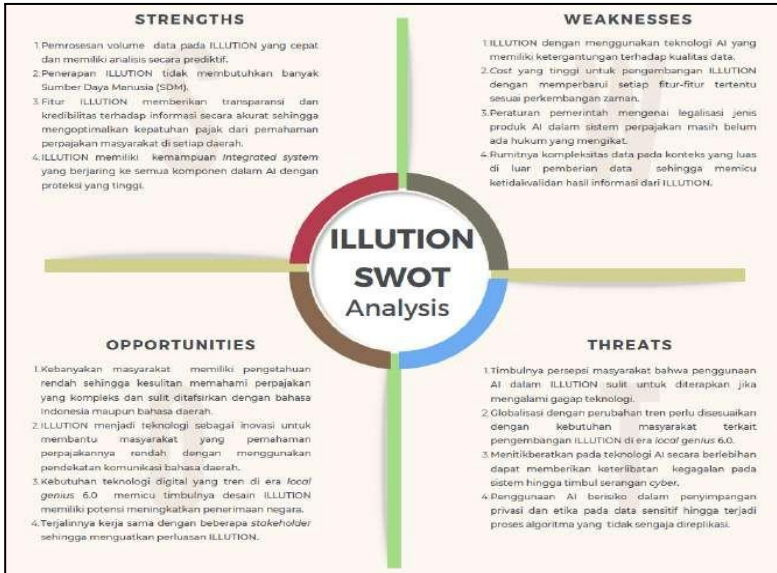 STRENGTHS
1. Pemrosesan volume data pada ILLUTION yang cepat
dan memiliki analisis secara prediktif.
2. Penerapan ILLUTION tidak membutuhkan banyak
Sumber Daya Manusia (SDM).
3. Fitur ILLUTION memberikan transparansi dan
kredibilitas terhadap informasi secara akurat sehingga
mengoptimalkan kepatuhan pajak dari pemahaman
perpajakan masyarakat di setiap daerah.
4. ILLUTION memiliki kemampuan Integrated system
yang berjaring ke semua komponen dalam AI dengan
proteksi yang tinggi.
WEAKNESSES
1. ILLUTION dengan menggunakan teknologi AI yang
memiliki ketergantungan terhadap kualitas data.
2. Cost yang tinggi untuk pengembangan ILLUTION
dengan memperbarui setiap fitur-fitur tertentu
sesuai perkembangan zaman.
3. Peraturan pemerintah mengenai legalisasi jenis
produk AI dalam sistem perpajakan masih belum
ada hukum yang mengikat.
4. Rumitnya kompleksitas data pada konteks yang luas
di luar pemberian data sehingga memicu
ketidakvalidan hasil informasi dari ILLUTION.
ILLUTION
SWOT
Analysis
OPPORTUNITIES
1. Kebanyakan masyarakat memiliki pengetahuan
rendah sehingga kesulitan memahami perpajakan
yang kompleks dan sulit ditafsirkan dengan bahasa
Indonesia maupun bahasa daerah.
2. ILLUTION menjadi teknologi sebagai inovasi untuk
membantu masyarakat yang pemahaman
perpajakannya rendah dengan menggunakan
pendekatan komunikasi bahasa daerah.
3. Kebutuhan teknologi digital yang tren di era local
genius 6.0 memicu timbulnya desain ILLUTION
memiliki potensi meningkatkan penerimaan negara.
4. Terjalinnya kerja sama dengan beberapa stakeholder
sehingga menguatkan perluasan ILLUTION.
THREATS
1. Timbulnya persepsi masyarakat bahwa penggunaan
AI dalam ILLUTION sulit untuk diterapkan jika
mengalami gagap teknologi.
2. Globalisasi dengan perubahan tren perlu disesuaikan
dengan kebutuhan masyarakat terkait
pengembangan ILLUTION di era local genius 6.0.
3. Menitikberatkan pada teknologi AI secara berlebihan
dapat memberikan keterlibatan kegagalan pada
sistem hingga timbul serangan cyber.
4. Penggunaan AI berisiko dalam penyimpangan
privasi dan etika pada data sensitif hingga terjadi
proses algoritma yang tidak sengaja direplikasi.